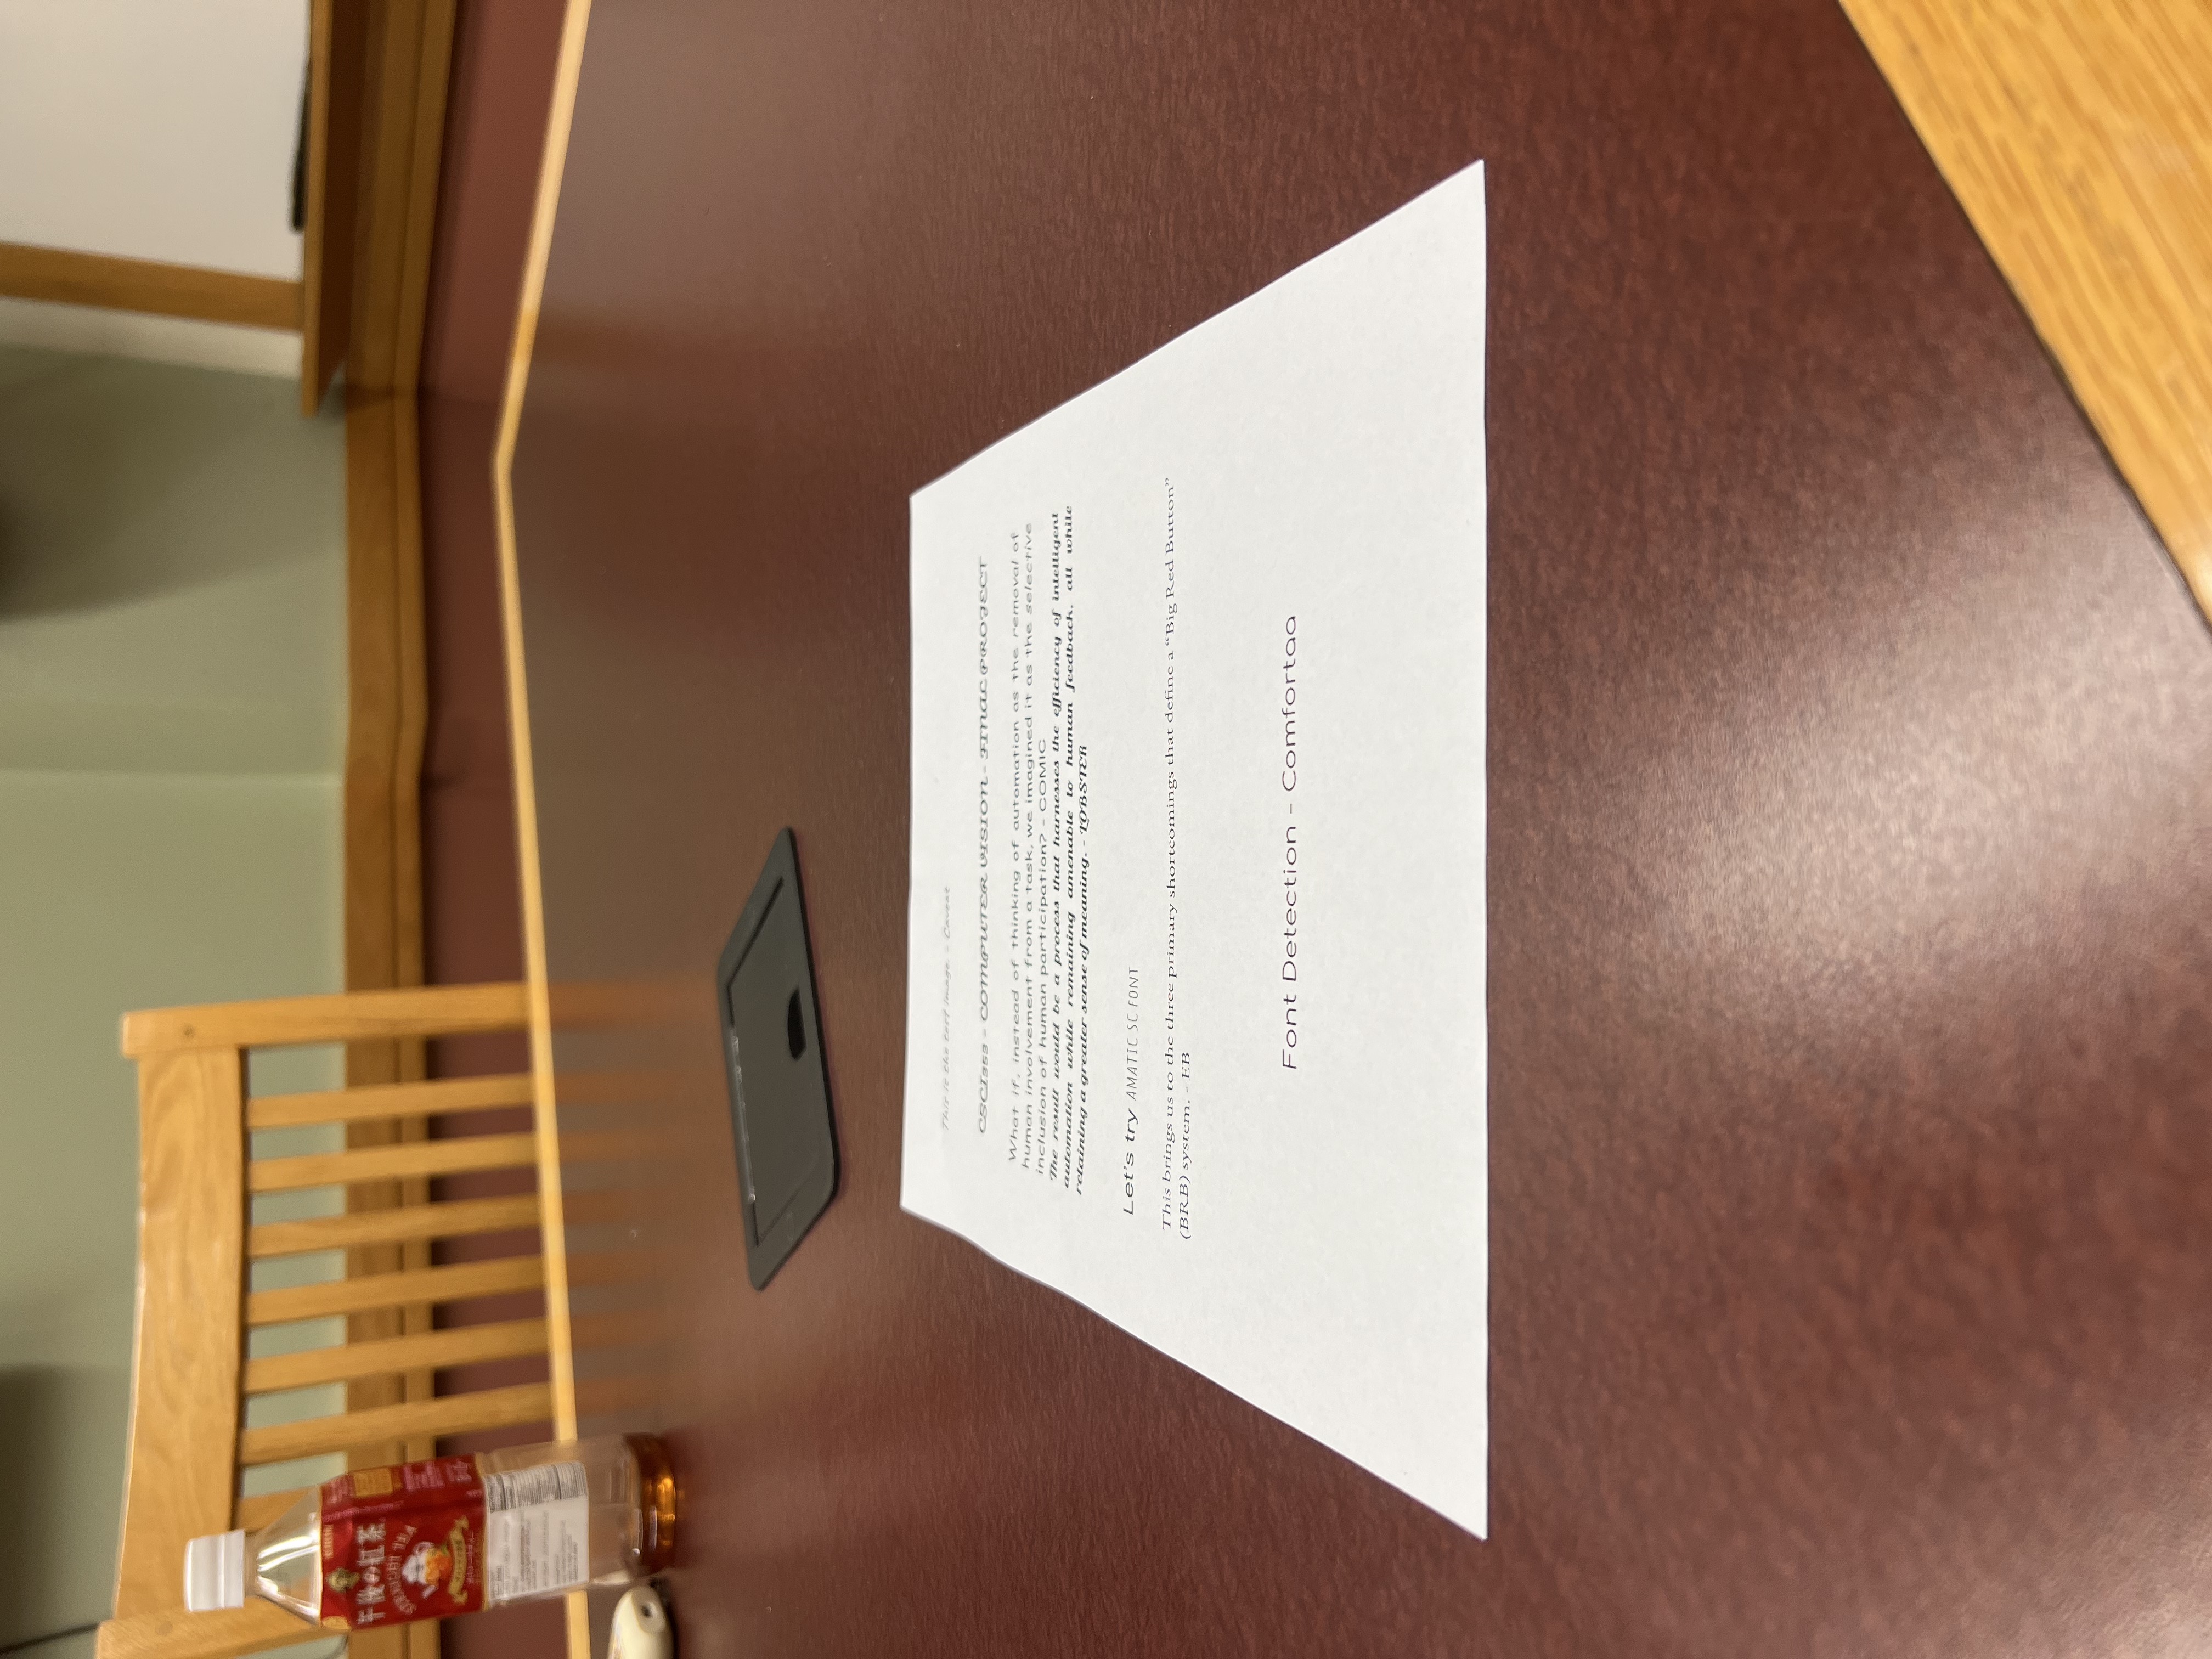 KIRIN
午後の紅茶
STRAIGHT TEA
This is the test image. - Caveat
CSCI1515 - COMPUTER VISION - FINAL PROJECT
What if, instead of thinking of automation as the removal of
human involvement from a task, we imagined it as the selective
inclusion of human participation? - COMIC
The result would be a process that harnesses the efficiency of intelligent
automation while remaining amenable to human feedback, all while
retaining a greater sense of meaning. - LOBSTER
Let's try AMATIC SC FONT
This brings us to the three primary shortcomings that define a “Big Red Button”
(BRB) system. - EB
Font Detection - Comfortaa